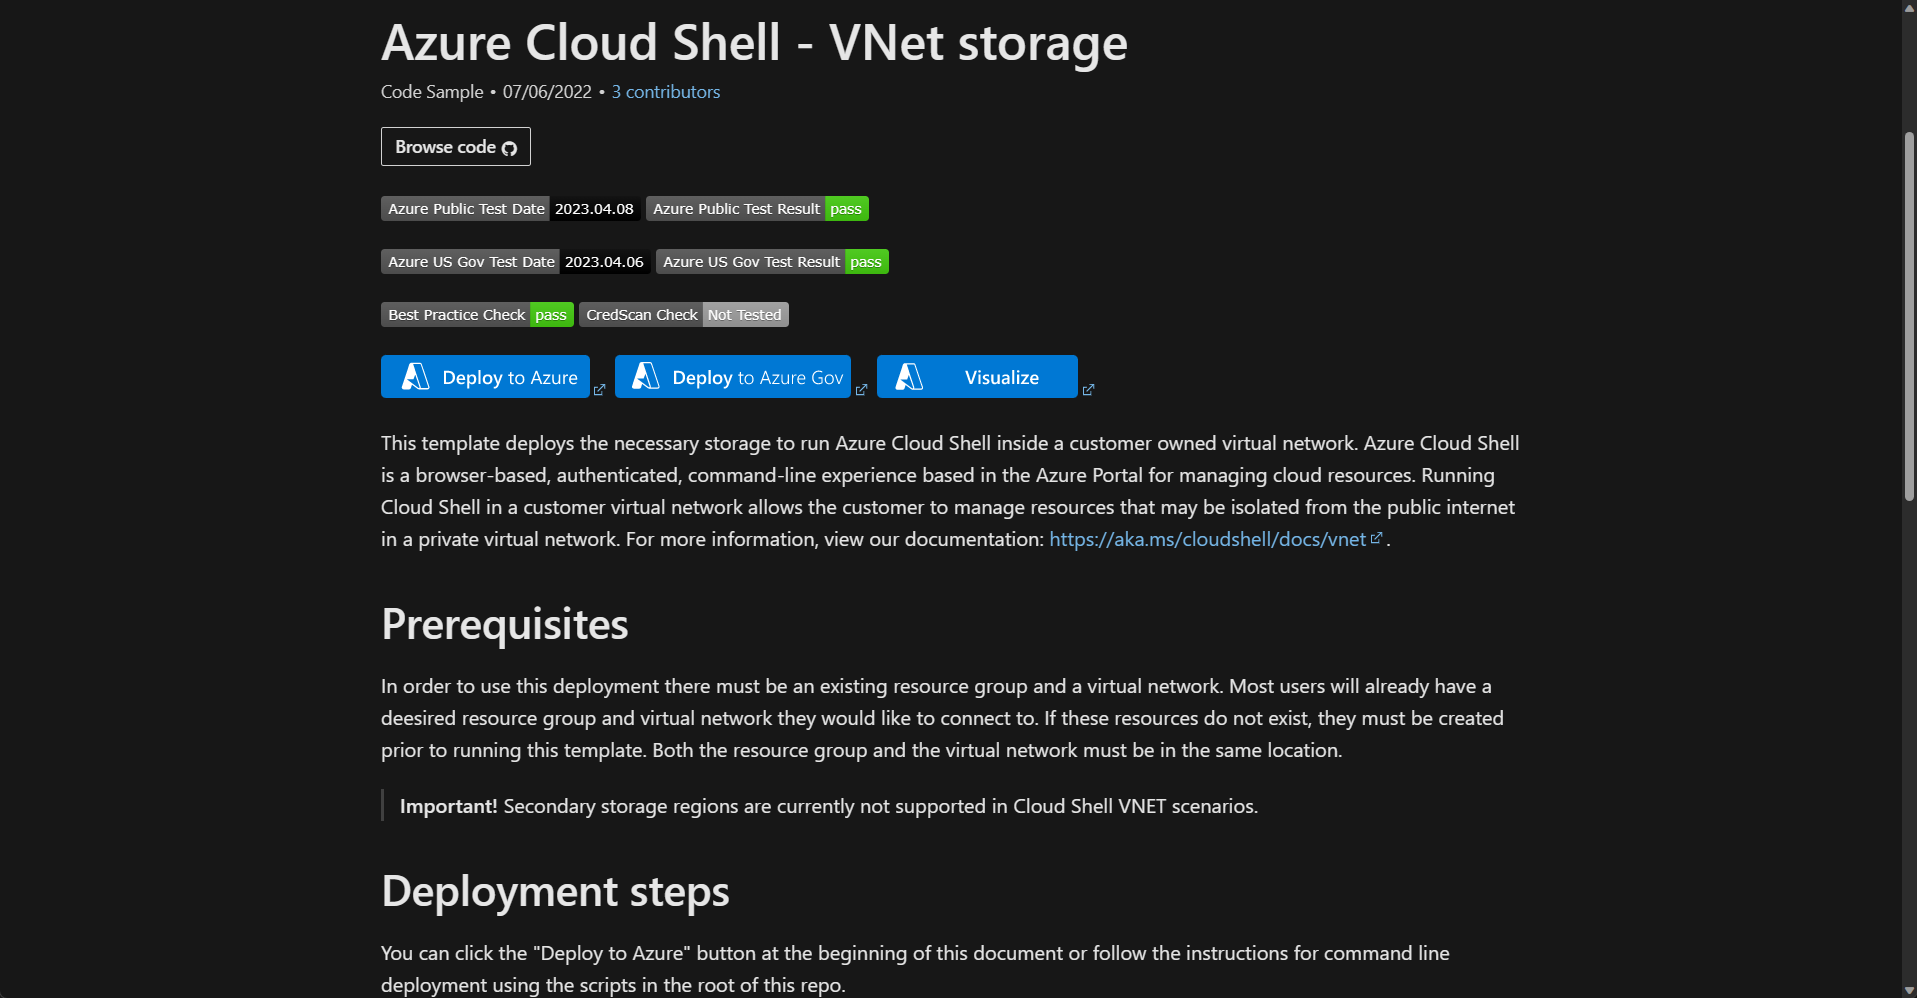 Azure Cloud Shell - VNet storage
Code Sample • 07/06/2022 • 3 contributors
Browse code
Azure Public Test Date 2023.04.08 Azure Public Test Result pass
Azure US Gov Test Date 2023.04.06 Azure US Gov Test Result pass
Best Practice Check pass CredScan Check Not Tested
Deploy to Azure Deploy to Azure Gov Visualize
This template deploys the necessary storage to run Azure Cloud Shell inside a customer owned virtual network. Azure Cloud Shell
is a browser-based, authenticated, command-line experience based in the Azure Portal for managing cloud resources. Running
Cloud Shell in a customer virtual network allows the customer to manage resources that may be isolated from the public internet
in a private virtual network. For more information, view our documentation: https://aka.ms/cloudshell/docs/vnet .
Prerequisites
In order to use this deployment there must be an existing resource group and a virtual network. Most users will already have a
deesired resource group and virtual network they would like to connect to. If these resources do not exist, they must be created
prior to running this template. Both the resource group and the virtual network must be in the same location.
Important! Secondary storage regions are currently not supported in Cloud Shell VNET scenarios.
Deployment steps
You can click the "Deploy to Azure" button at the beginning of this document or follow the instructions for command line
deployment using the scripts in the root of this repo.